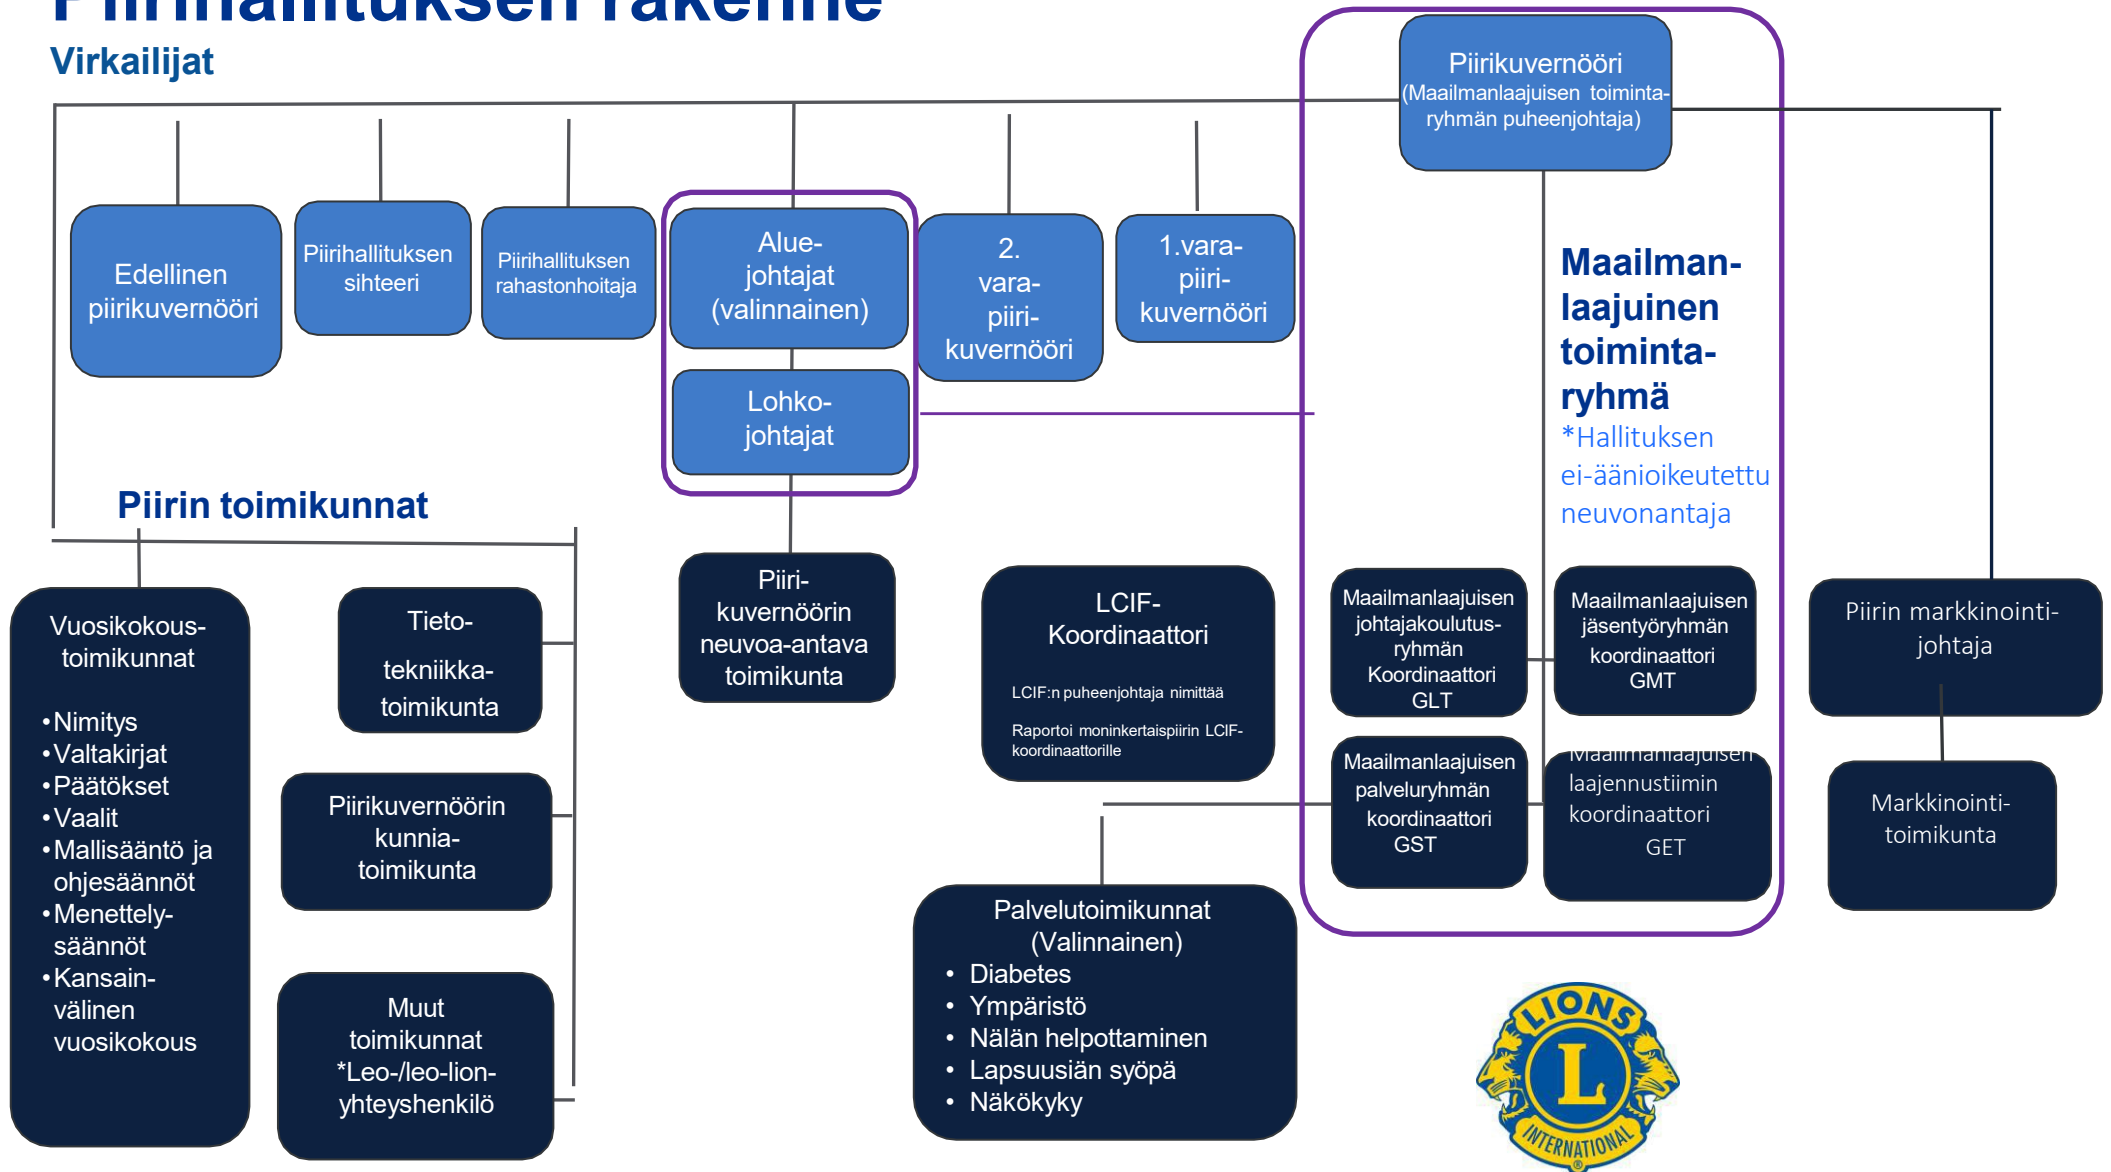 Piirihallituksen rakenne
Virkailijat
Piirikuvernööri
(Maailmanlaajuisen toiminta-
ryhmän puheenjohtaja)
Edellinen
piirikuvernööri
Piirihallituksen
sihteeri
Piirihallituksen
rahastonhoitaja
Alue-
johtajat
(valinnainen)
Lohko-
johtajat
2.
vara-
piiri-
kuvernööri
1.vara-
piiri-
kuvernööri
Maailman-
laajuinen
toiminta-
ryhmä
*Hallituksen
ei-äänioikeutettu
neuvonantaja
Piirin toimikunnat
Vuosikokous-
toimikunnat
•Nimitys
•Valtakirjat
•Päätökset
•Vaalit
•Mallisääntö ja
ohjesäännöt
•Menettely-
säännöt
•Kansain-
välinen
vuosikokous
Tieto-
tekniikka-
toimikunta
Piirikuvernöörin
kunnia-
toimikunta
Muut
toimikunnat
*Leo-/leo-lion-
yhteyshenkilö
Piiri-
kuvernöörin
neuvoa-antava
toimikunta
LCIF-
Koordinaattori
LCIF:n puheenjohtaja nimittää
Raportoi moninkertaispiirin LCIF-
koordinaattorille
Maailmanlaajuisen
johtajakoulutus-
ryhmän
Koordinaattori
GLT
Maailmanlaajuisen
jäsentyöryhmän
koordinaattori
GMT
Maailmanlaajuisen
palveluryhmän
koordinaattori
GST
Maailmanlaajuisen
laajennustiimin
koordinaattori
GET
Piirin markkinointi-
johtaja
Markkinointi-
toimikunta
Palvelutoimikunnat
(Valinnainen)
• Diabetes
• Ympäristö
• Nälän helpottaminen
• Lapsuusiän syöpä
• Näkökyky
LIONS
L
INTERNATIONAL
®